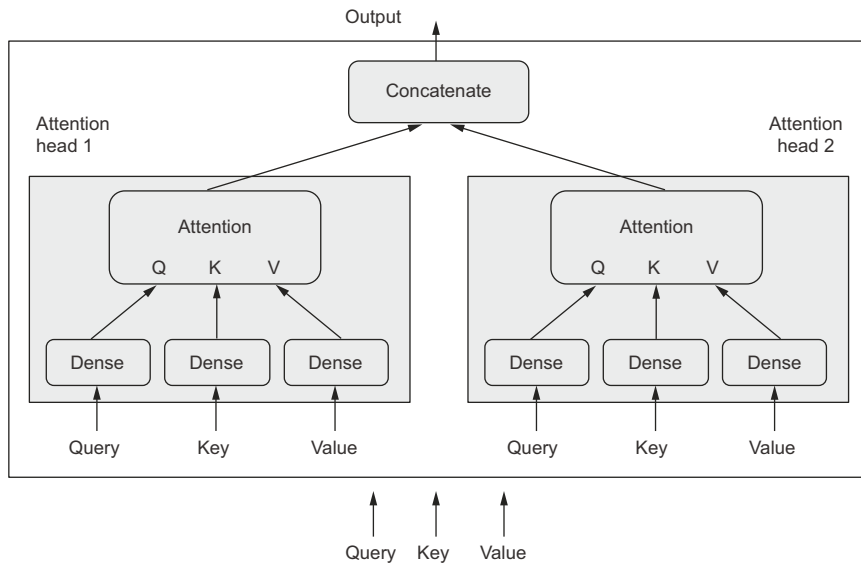 Output
Concatenate
Attention
head 1
Attention
head 2
Attention
Q K V
Attention
Q K V
Dense Dense Dense
Dense Dense Dense
Query Key Value
Query Key Value
Query Key Value